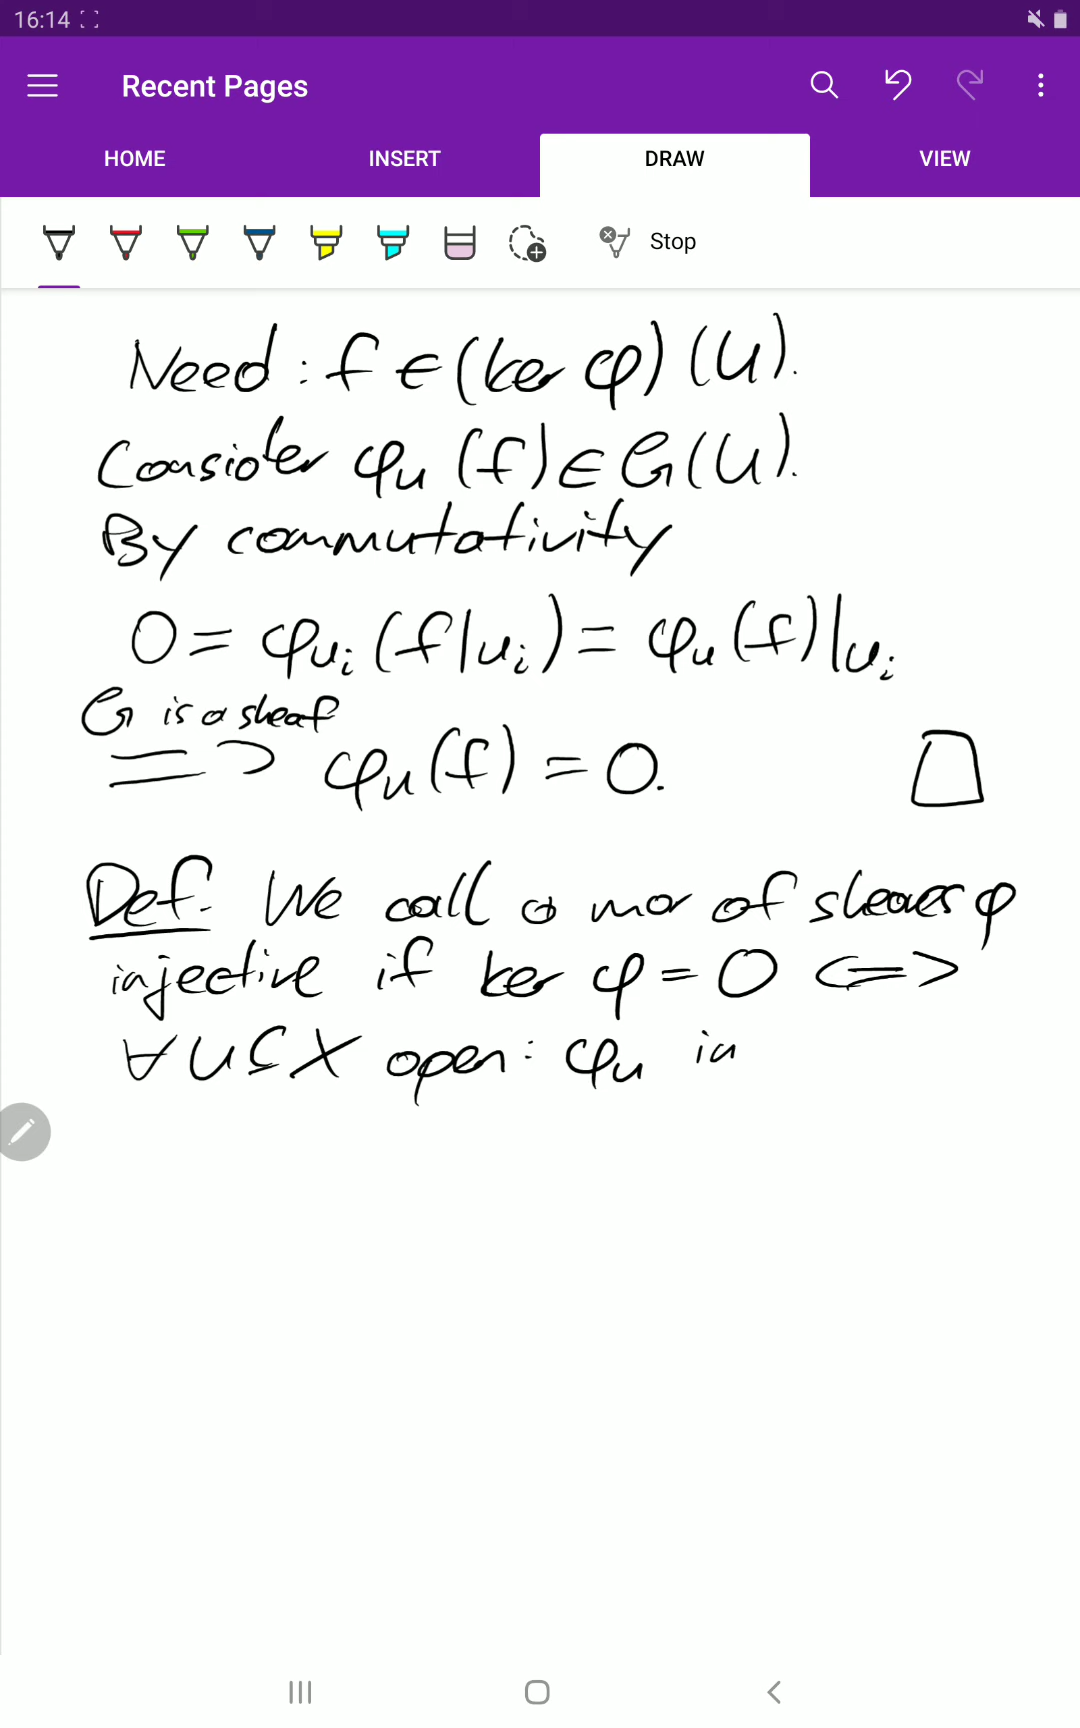 16:14
Recent Pages
HOME INSERT DRAW VIEW
Stop
Need: f ∈ (ker φ)(U).
Consider φ_U (f) ∈ G(U).
By commutativity
0 = φ_{U_i} (f|_{U_i}) = φ_U (f)|_{U_i}
G is a sheaf
=> φ_U (f) = 0. □
Def. We call a mor of sheaves φ
injective if ker φ = 0 <=>
∀ U ⊆ X open: φ_U in